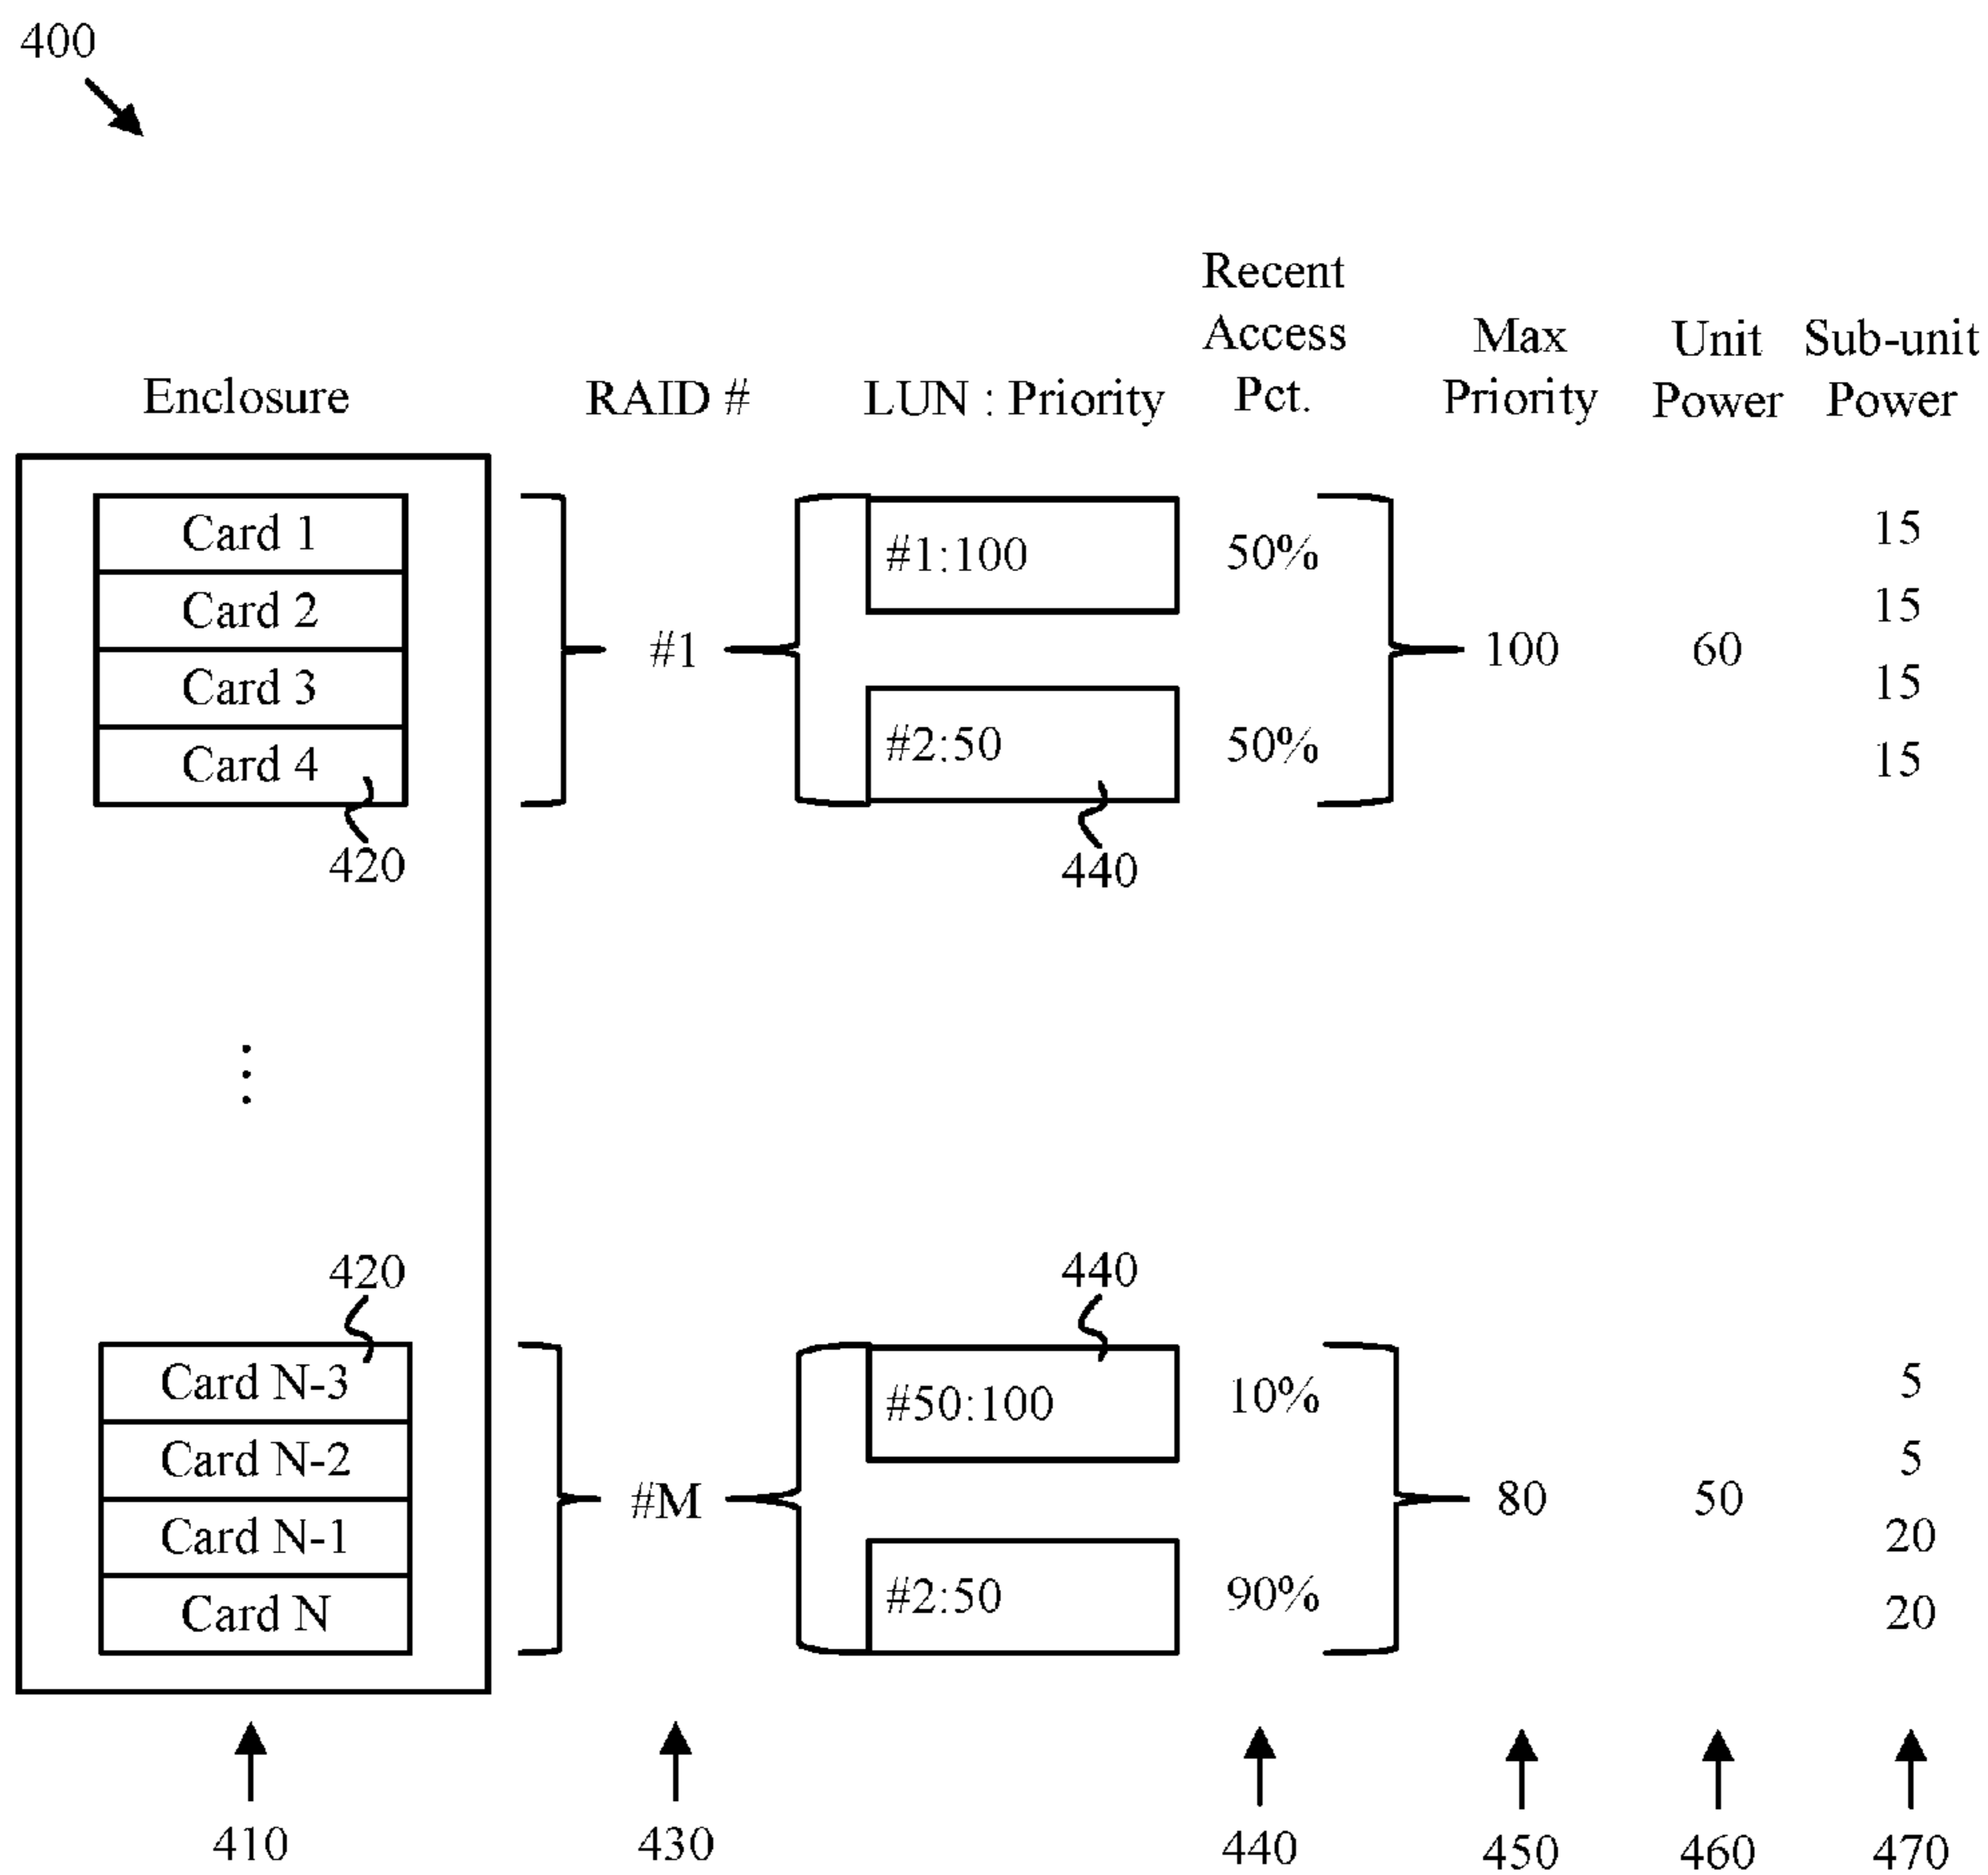 400
Enclosure
RAID #
LUN : Priority
Recent
Access
Pct.
Max
Priority
Unit
Power
Sub-unit
Power
Card 1
Card 2
Card 3
Card 4
420
#1
#1:100
50%
#2:50
50%
440
100
60
15
15
15
15
420
Card N-3
Card N-2
Card N-1
Card N
#M
440
#50:100
10%
#2:50
90%
80
50
5
5
20
20
410
430
440
450
460
470